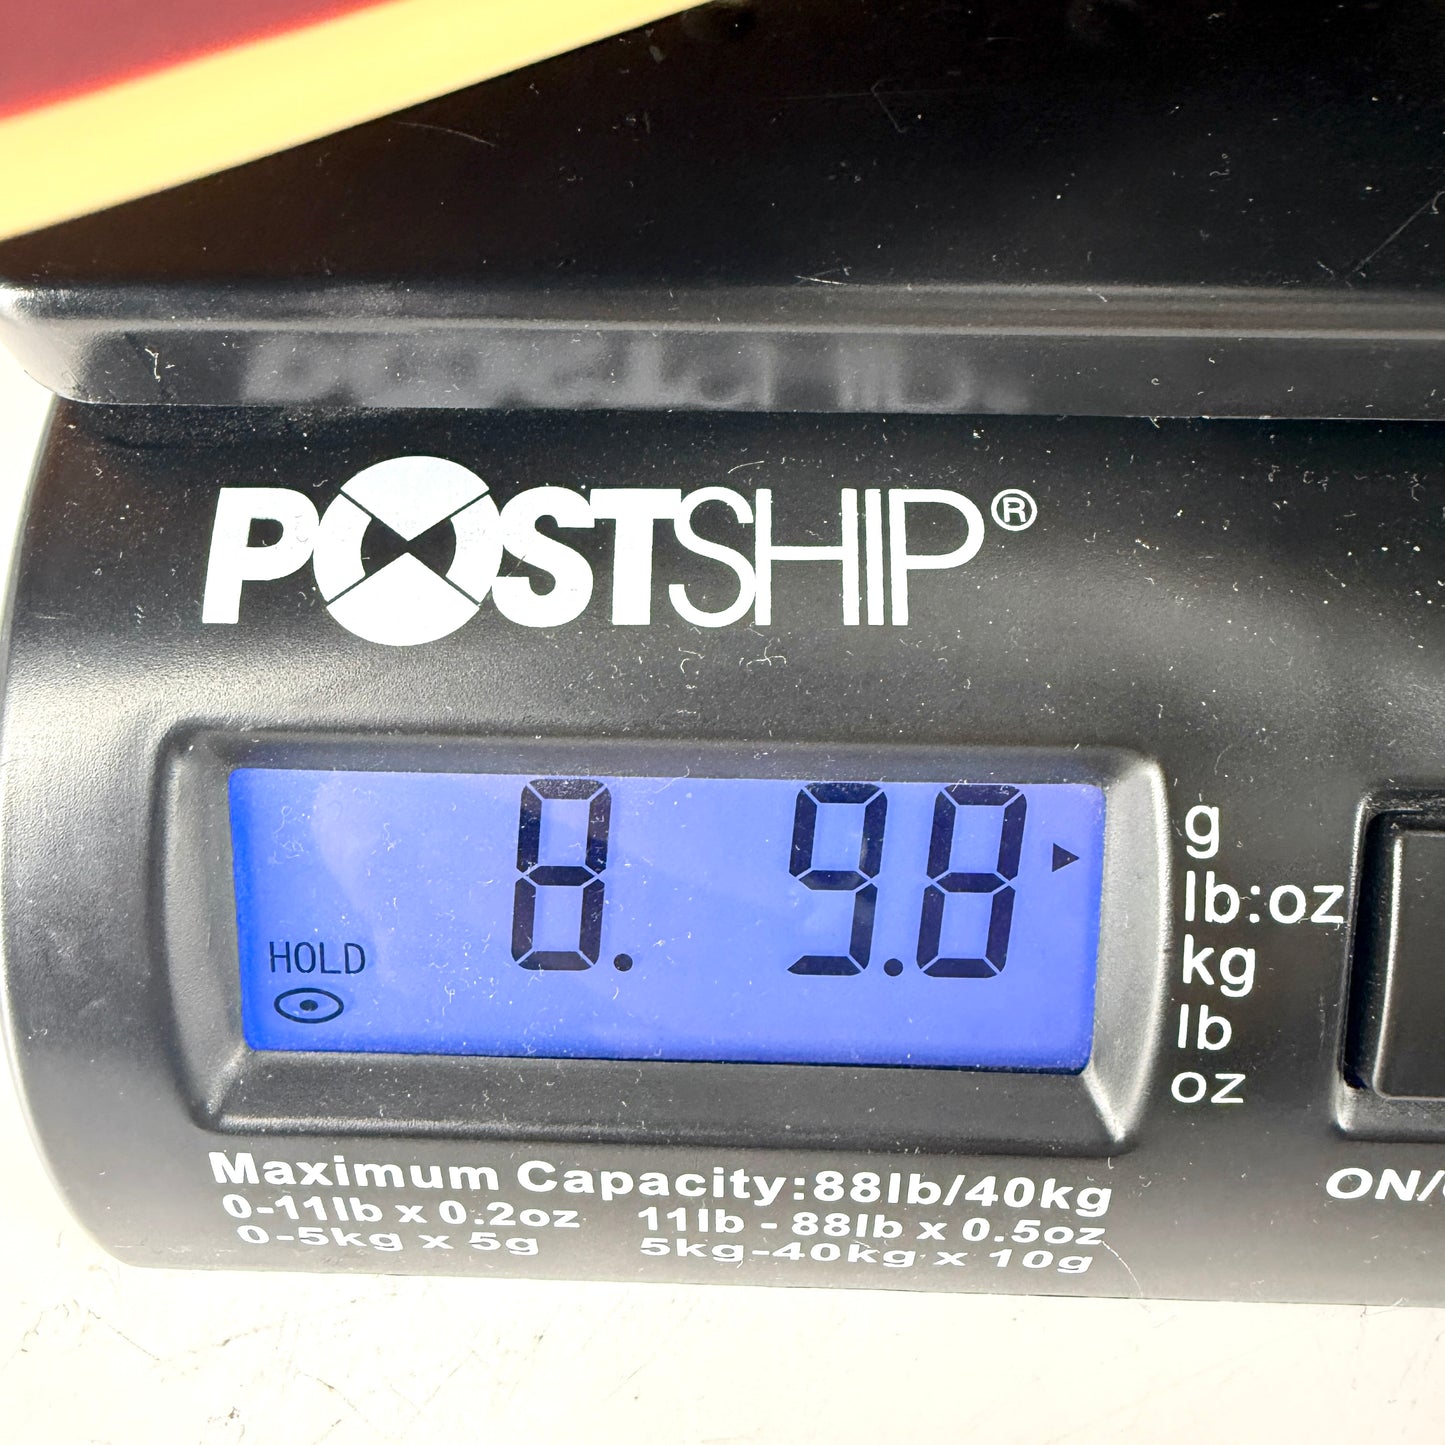 POSTSHIP®
8. 9.8
HOLD
g
lb:oz
kg
lb
oz
Maximum Capacity:88lb/40kg
0-11lb x 0.2oz 11lb - 88lb x 0.5oz
0-5kg x 5g 5kg-40kg x 10g